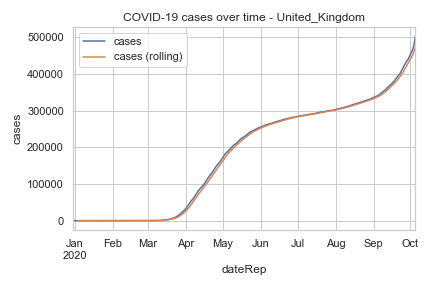 COVID-19 cases over time - United_Kingdom
cases
cases (rolling)
500000
400000
300000
200000
100000
0
cases
Jan Feb Mar Apr May Jun Jul Aug Sep Oct
2020
dateRep